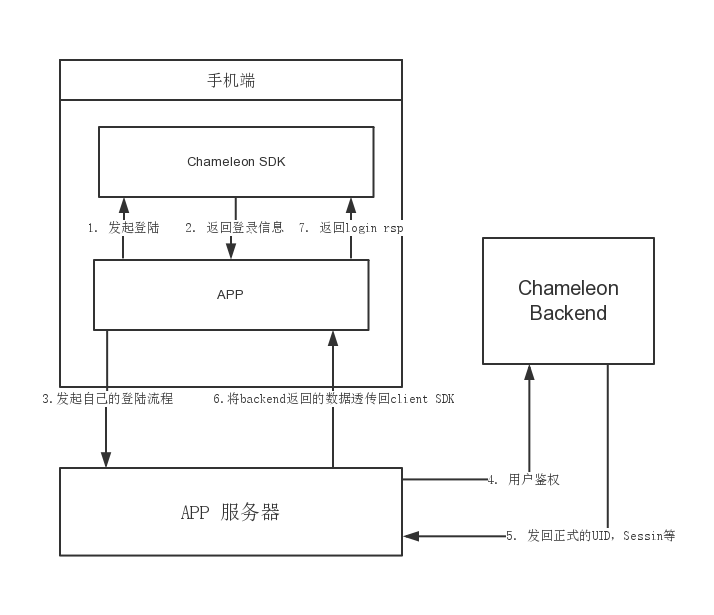 手机端
Chameleon SDK
1. 发起登陆
2. 返回登录信息
7. 返回login rsp
APP
Chameleon
Backend
3.发起自己的登陆流程
6.将backend返回的数据透传回client SDK
4. 用户鉴权
APP 服务器
5. 发回正式的UID, Sessin等